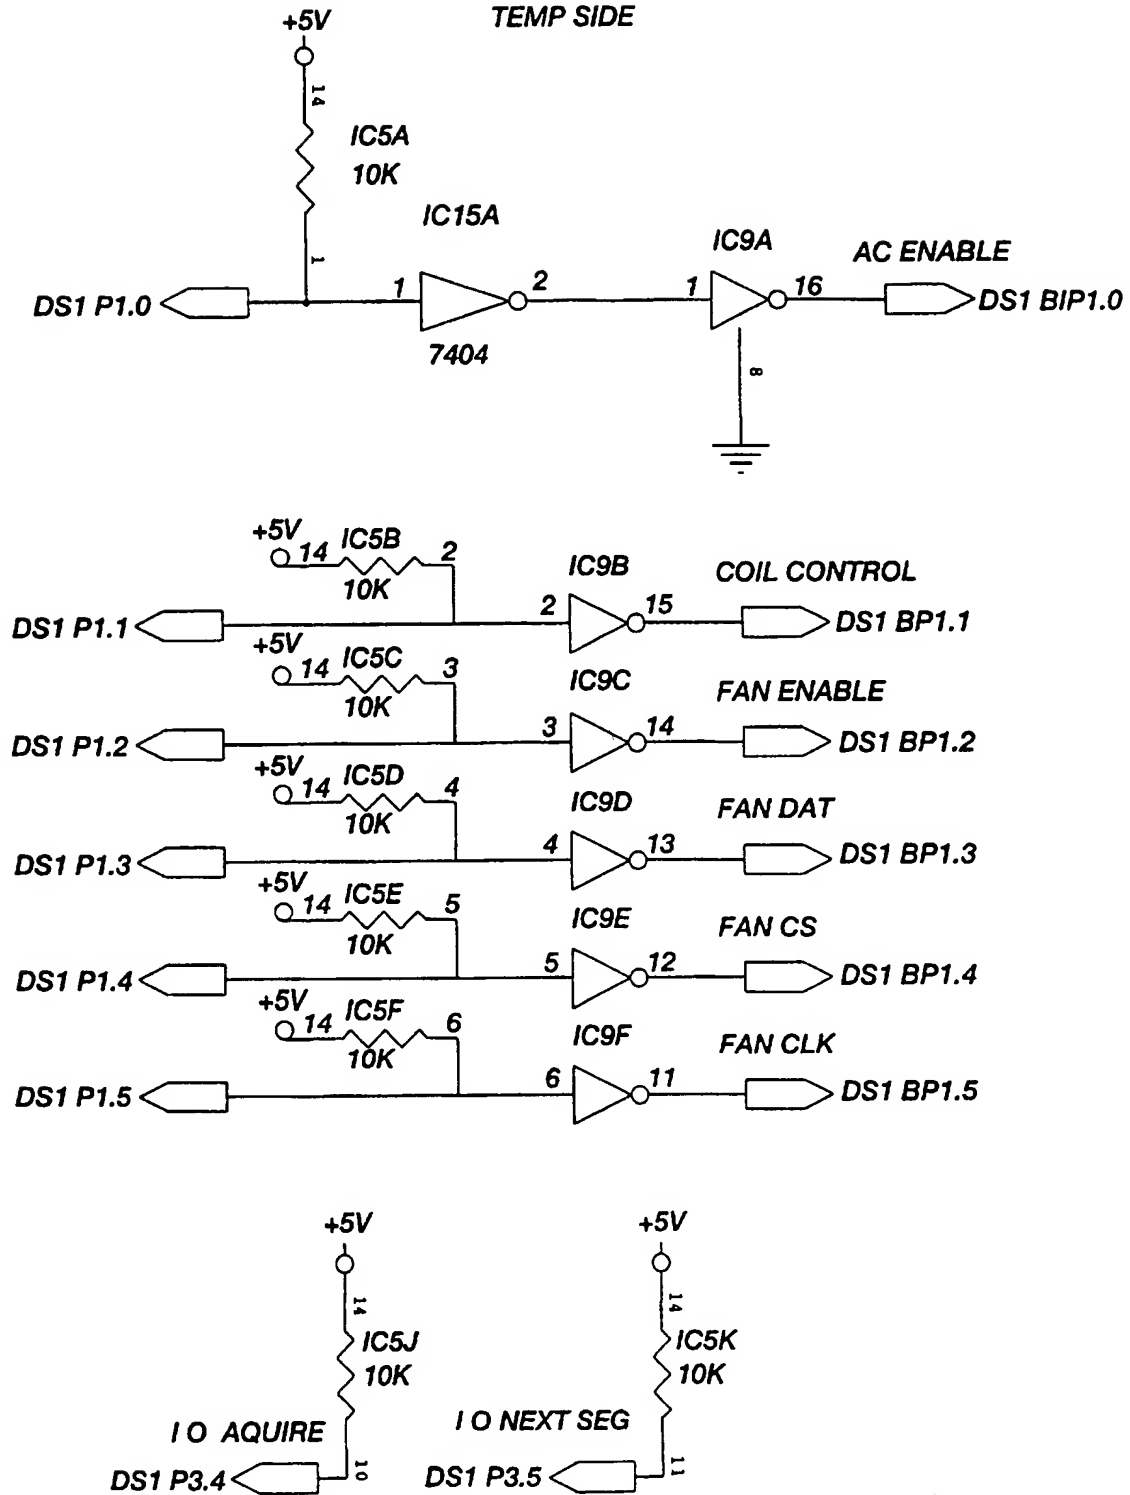 TEMP SIDE
+5V
14
IC5A
10K
1
IC15A
7404
IC9A
AC ENABLE
DS1 P1.0
1
2
1
16
DS1 BIP1.0
8
+5V
14
IC5B
10K
2
IC9B
COIL CONTROL
DS1 P1.1
2
15
DS1 BP1.1
+5V
14
IC5C
10K
3
IC9C
FAN ENABLE
DS1 P1.2
3
14
DS1 BP1.2
+5V
14
IC5D
10K
4
IC9D
FAN DAT
DS1 P1.3
4
13
DS1 BP1.3
+5V
14
IC5E
10K
5
IC9E
FAN CS
DS1 P1.4
5
12
DS1 BP1.4
+5V
14
IC5F
10K
6
IC9F
FAN CLK
DS1 P1.5
6
11
DS1 BP1.5
+5V
14
IC5J
10K
I O AQUIRE
10
DS1 P3.4
+5V
14
IC5K
10K
I O NEXT SEG
11
DS1 P3.5